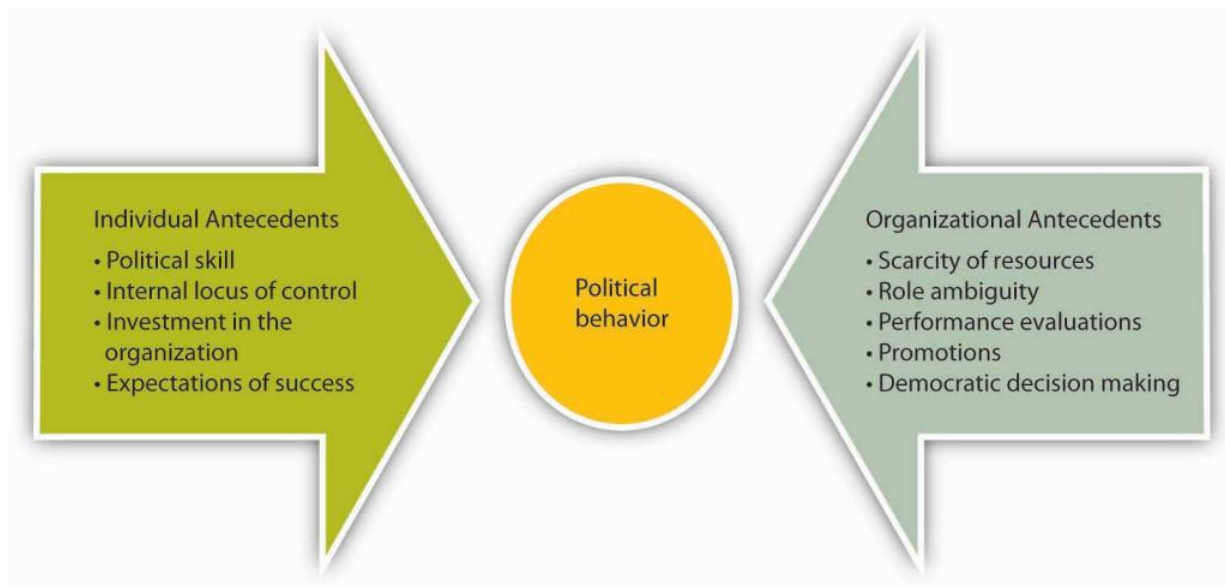 Individual Antecedents
• Political skill
• Internal locus of control
• Investment in the
organization
• Expectations of success
Political
behavior
Organizational Antecedents
• Scarcity of resources
• Role ambiguity
• Performance evaluations
• Promotions
• Democratic decision making